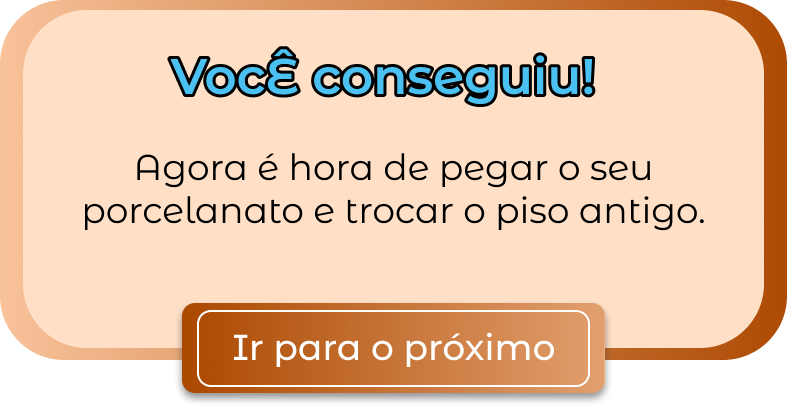 VocÊ conseguiu!
Agora é hora de pegar o seu
porcelanato e trocar o piso antigo.
Ir para o próximo